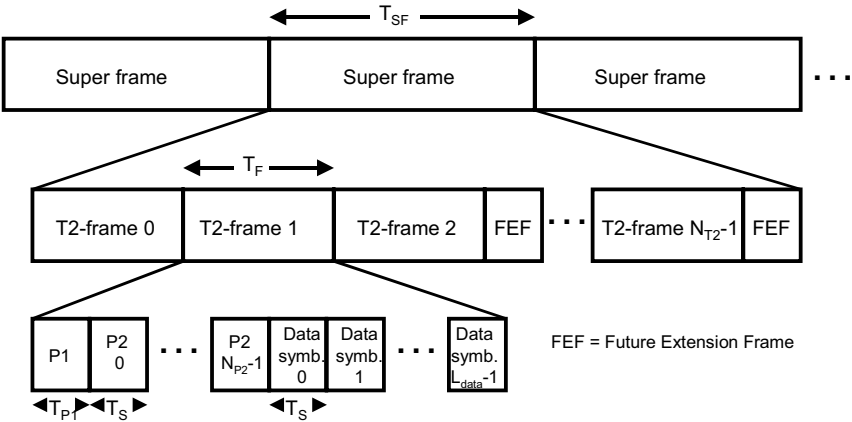 T_SF
Super frame Super frame Super frame ...
T_F
T2-frame 0 T2-frame 1 T2-frame 2 FEF ... T2-frame N_T2-1 FEF
P1
P2
0
...
P2
N_P2-1
Data
symb.
0
Data
symb.
1
...
Data
symb.
L_data-1
FEF = Future Extension Frame
T_P1 T_S T_S